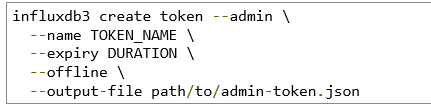 influxdb3 create token --admin \
  --name TOKEN_NAME \
  --expiry DURATION \
  --offline \
  --output-file path/to/admin-token.json